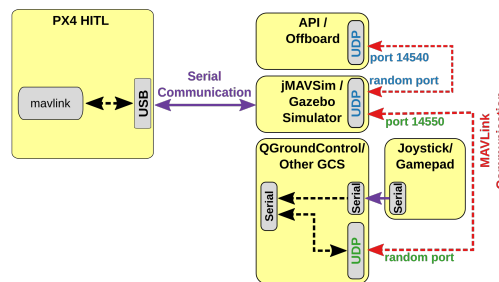 PX4 HITL
mavlink
USB
Serial
Communication
API /
Offboard
UDP
port 14540
random port
jMAVSim /
Gazebo
Simulator
UDP
port 14550
QGroundControl/
Other GCS
Serial
Serial
UDP
Joystick/
Gamepad
Serial
random port
MAVLink